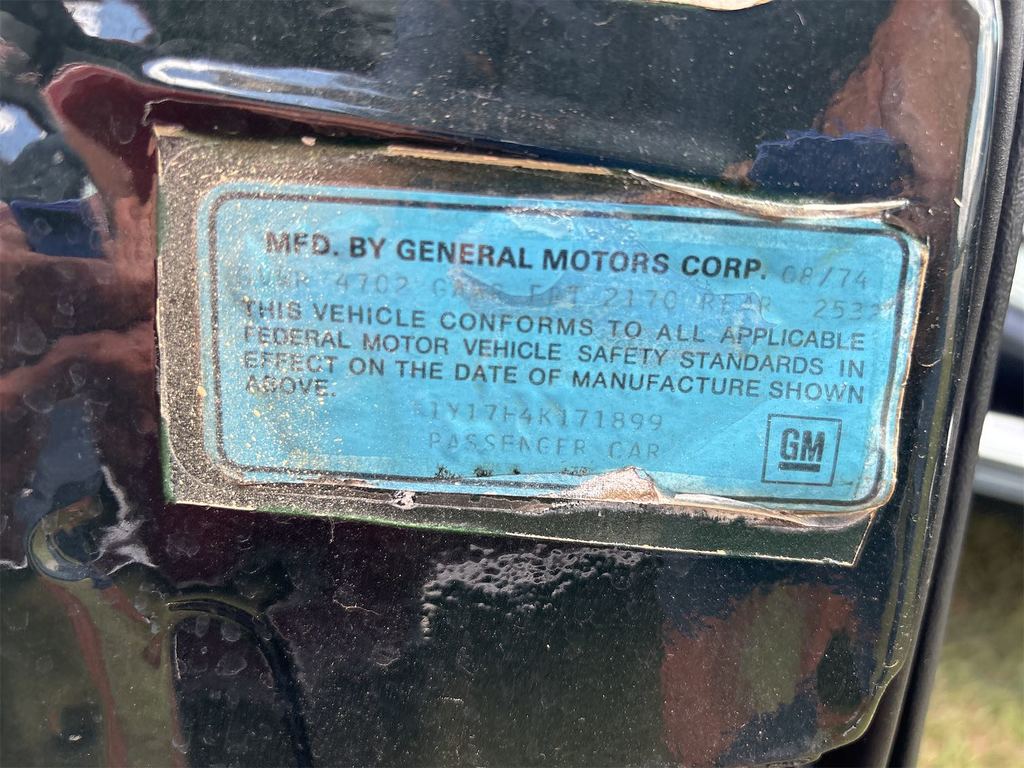 MFD. BY GENERAL MOTORS CORP. 08/74
GVWR 4702 GAWR FRT 2170 REAR 2532
THIS VEHICLE CONFORMS TO ALL APPLICABLE
FEDERAL MOTOR VEHICLE SAFETY STANDARDS IN
EFFECT ON THE DATE OF MANUFACTURE SHOWN
ABOVE.
1Y17H4K171899
PASSENGER CAR
GM